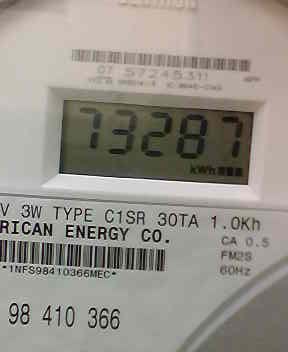 07 57245311
73287
kWh
V 3W TYPE C1SR 30TA 1.0Kh
RICAN ENERGY CO.
CA 0.5
FM2S
60Hz
*1NFS98410366MEC*
98 410 366